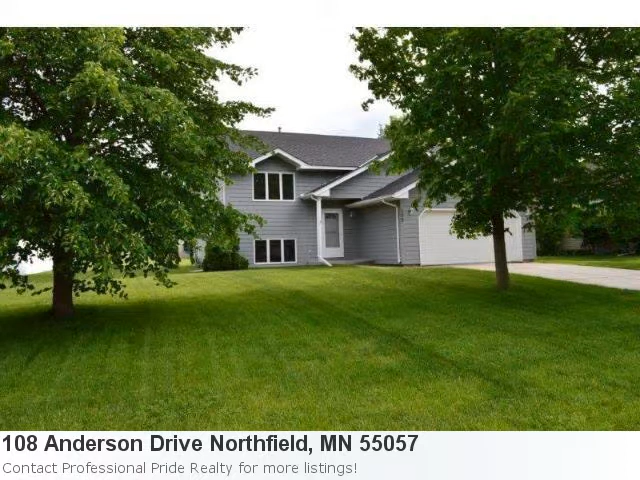 108 Anderson Drive Northfield, MN 55057
Contact Professional Pride Realty for more listings!